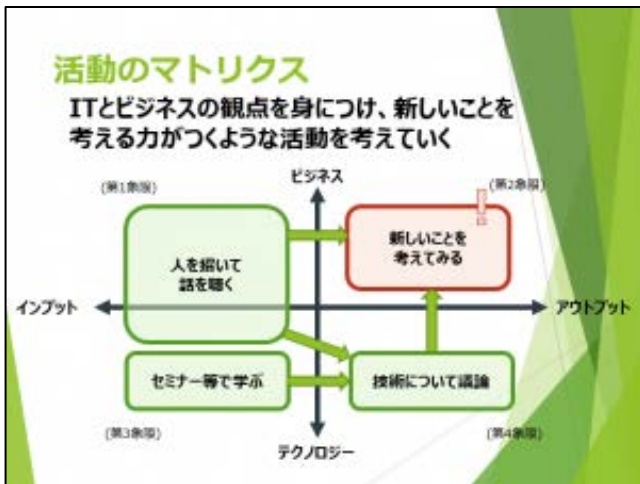 活動のマトリクス
ITとビジネスの観点を身につけ、新しいことを
考える力がつくような活動を考えていく
(第1象限)
ビジネス
(第2象限)
人を招いて
話を聴く
新しいことを
考えてみる
インプット
アウトプット
セミナー等で学ぶ
技術について議論
(第3象限)
テクノロジー
(第4象限)